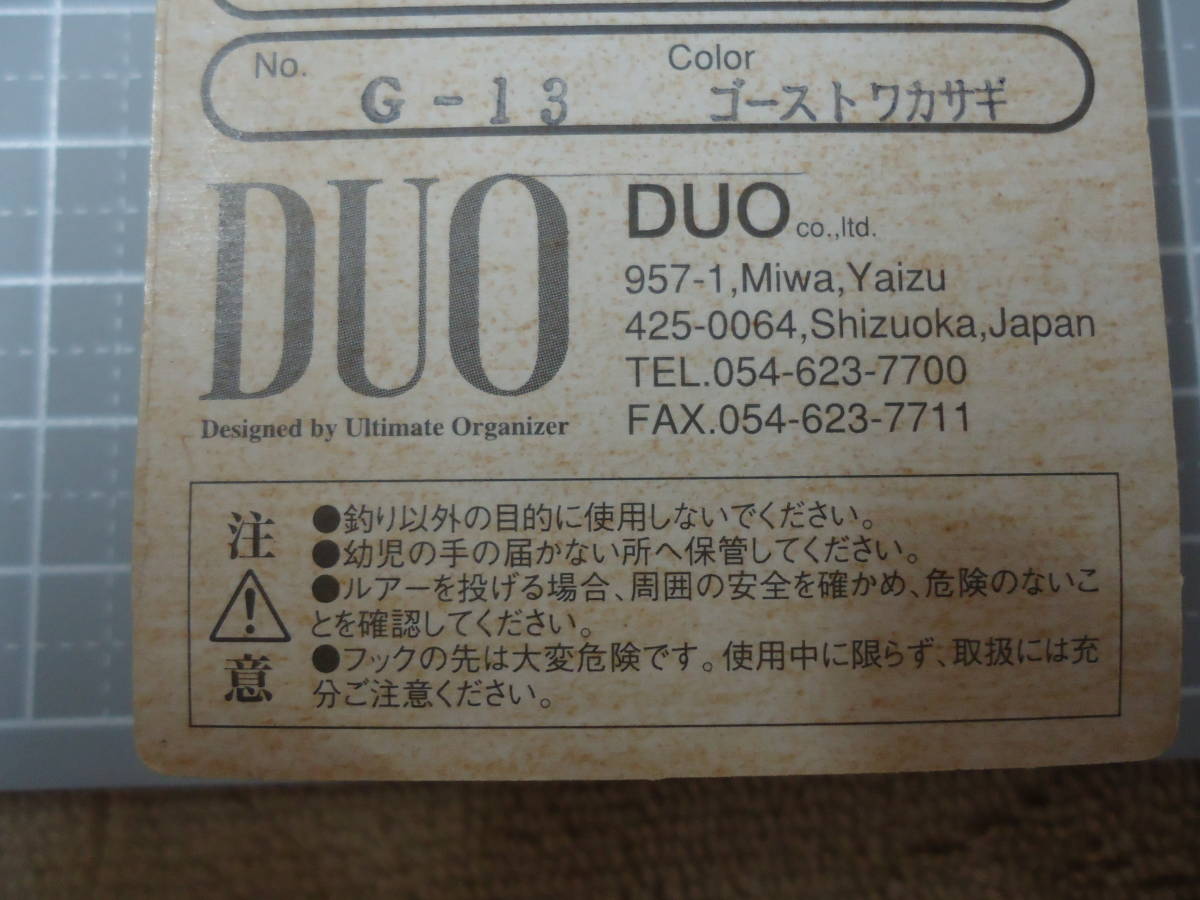 No. G-13 Color ゴーストワカサギ
DUO
Designed by Ultimate Organizer
DUO co.,ltd.
957-1,Miwa,Yaizu
425-0064,Shizuoka,Japan
TEL.054-623-7700
FAX.054-623-7711
注意
●釣り以外の目的に使用しないでください。
●幼児の手の届かない所へ保管してください。
●ルアーを投げる場合、周囲の安全を確かめ、危険のないこ
とを確認してください。
●フックの先は大変危険です。使用中に限らず、取扱には充
分ご注意ください。